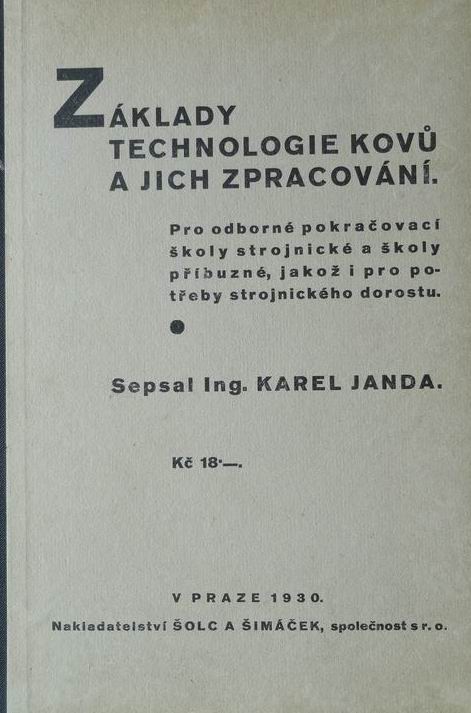 ZÁKLADY
TECHNOLOGIE KOVŮ
A JICH ZPRACOVÁNÍ.
Pro odborné pokračovací
školy strojnické a školy
příbuzné, jakož i pro po-
třeby strojnického dorostu.
●
Sepsal Ing. KAREL JANDA.
Kč 18·—.
V PRAZE 1930.
Nakladatelství ŠOLC A ŠIMÁČEK, společnost s r. o.